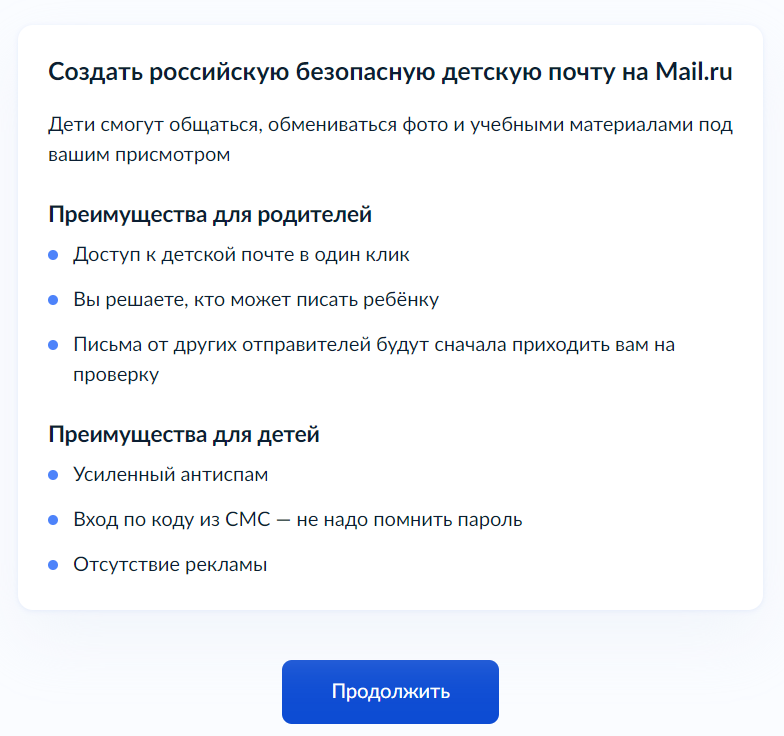 Создать российскую безопасную детскую почту на Mail.ru
Дети смогут общаться, обмениваться фото и учебными материалами под
вашим присмотром
Преимущества для родителей
Доступ к детской почте в один клик
Вы решаете, кто может писать ребёнку
Письма от других отправителей будут сначала приходить вам на
проверку
Преимущества для детей
Усиленный антиспам
Вход по коду из СМС — не надо помнить пароль
Отсутствие рекламы
Продолжить